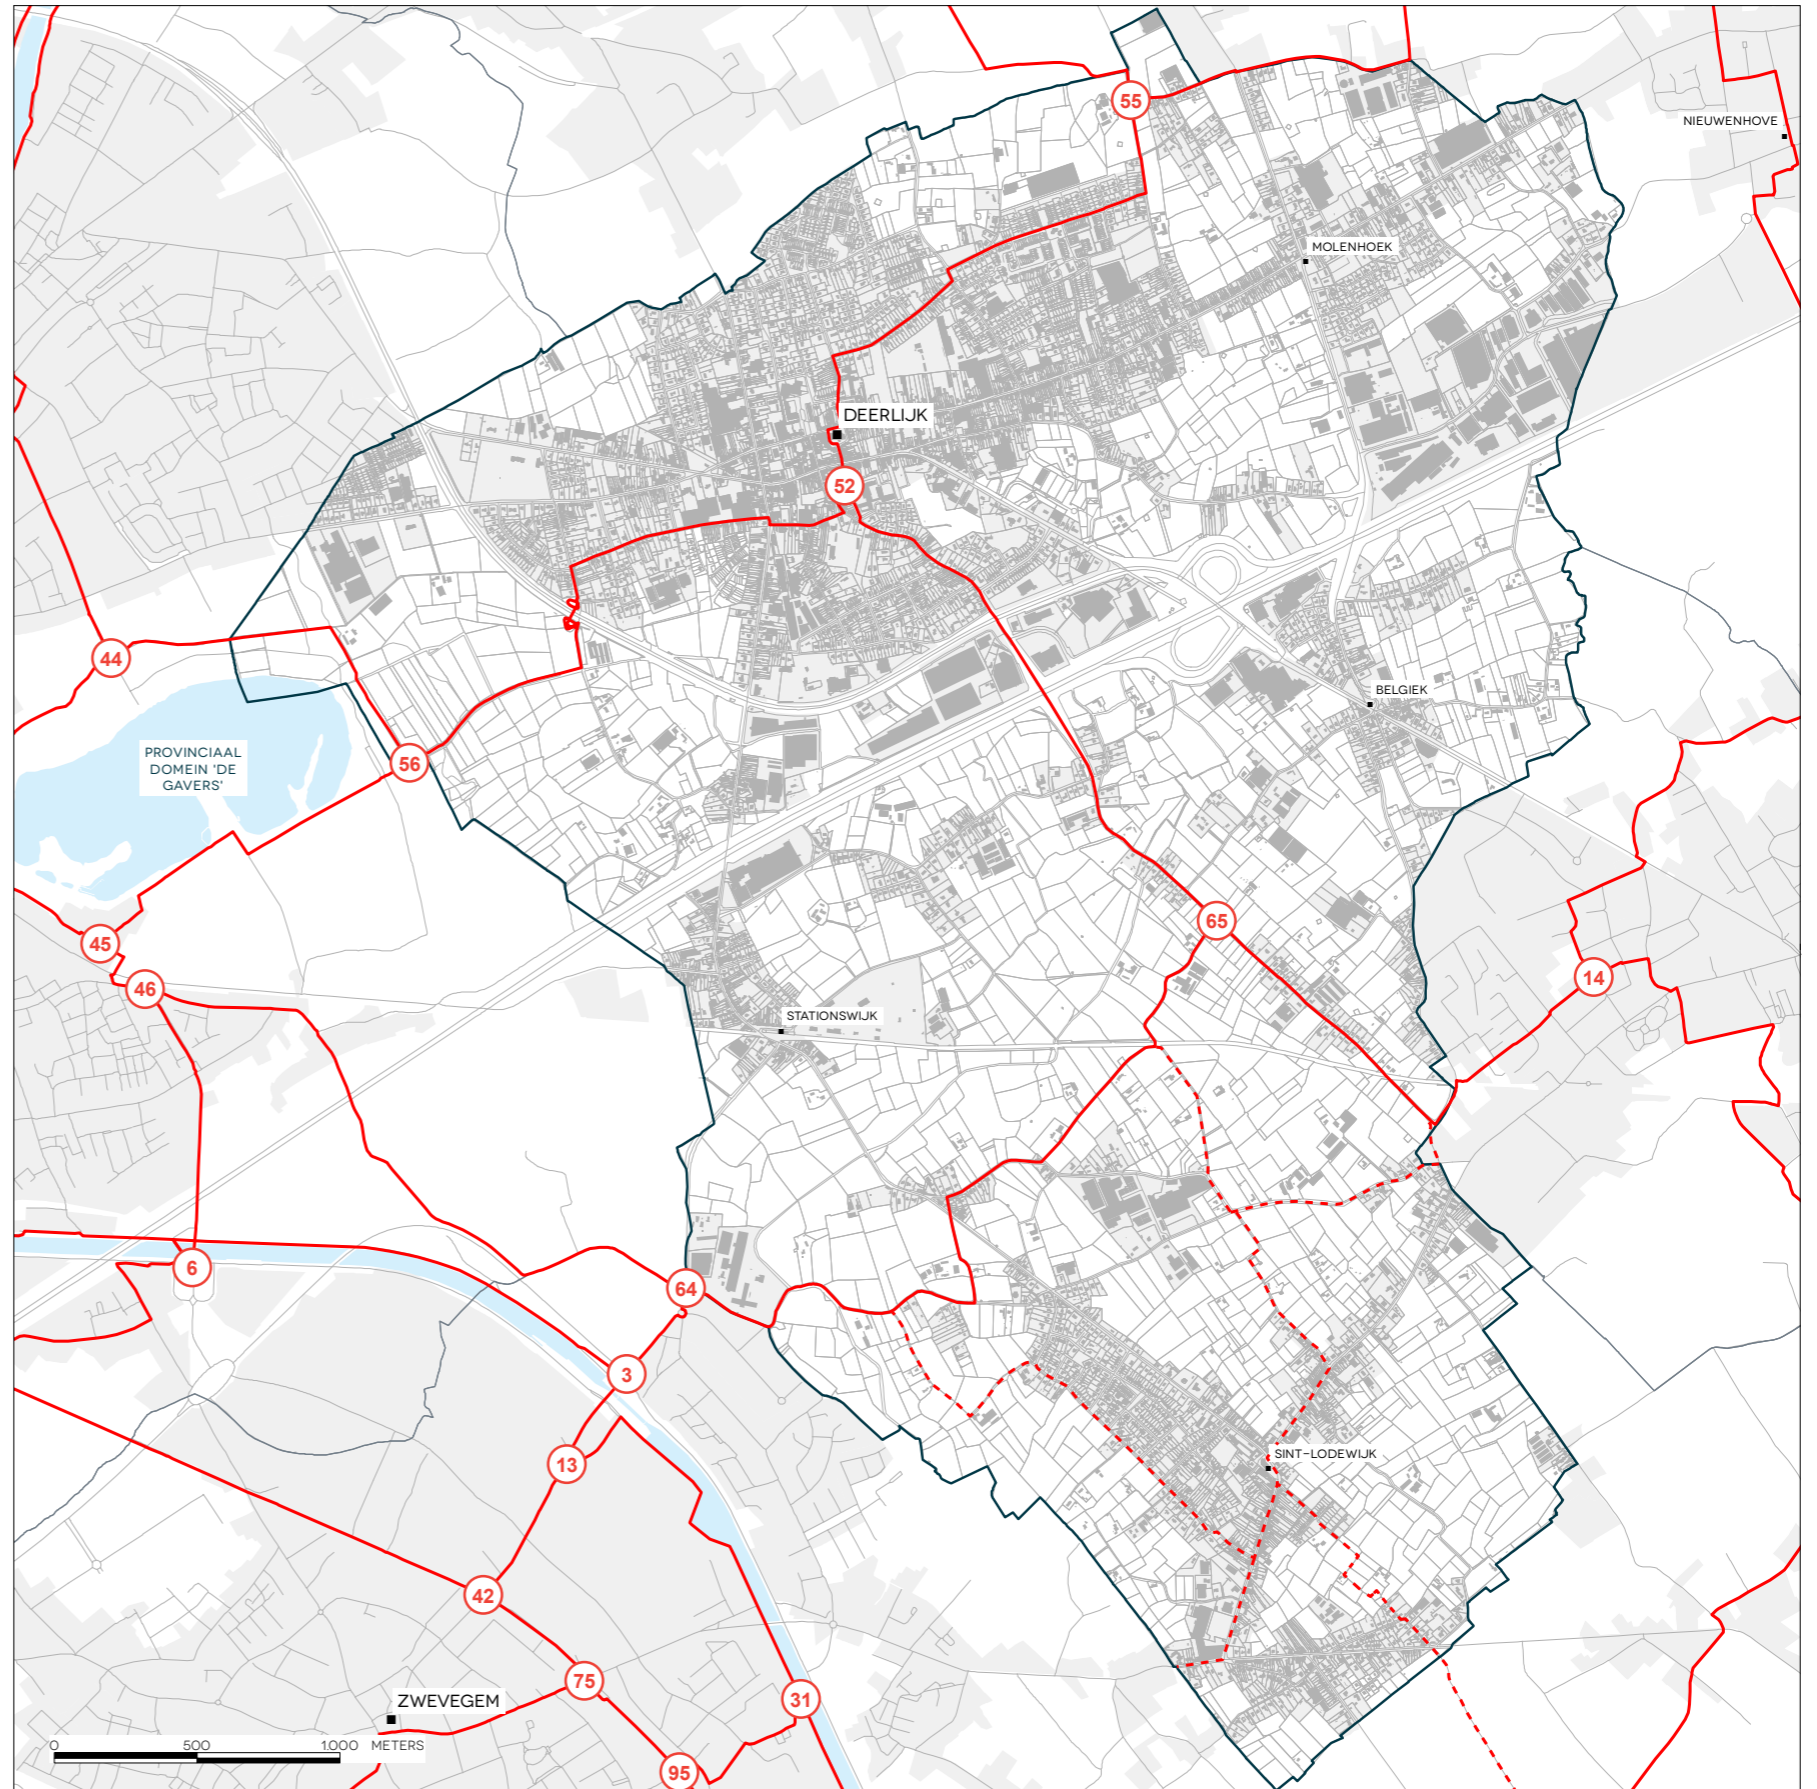 55
NIEUWENHOVE
MOLENHOEK
DEERLIJK
52
44
BELGIEK
PROVINCIAAL
DOMEIN 'DE
GAVERS'
56
65
45
14
46
STATIONSWIJK
6
64
3
SINT-LODEWIJK
13
42
75
31
ZWEVEGEM
0 500 1.000 METERS
95